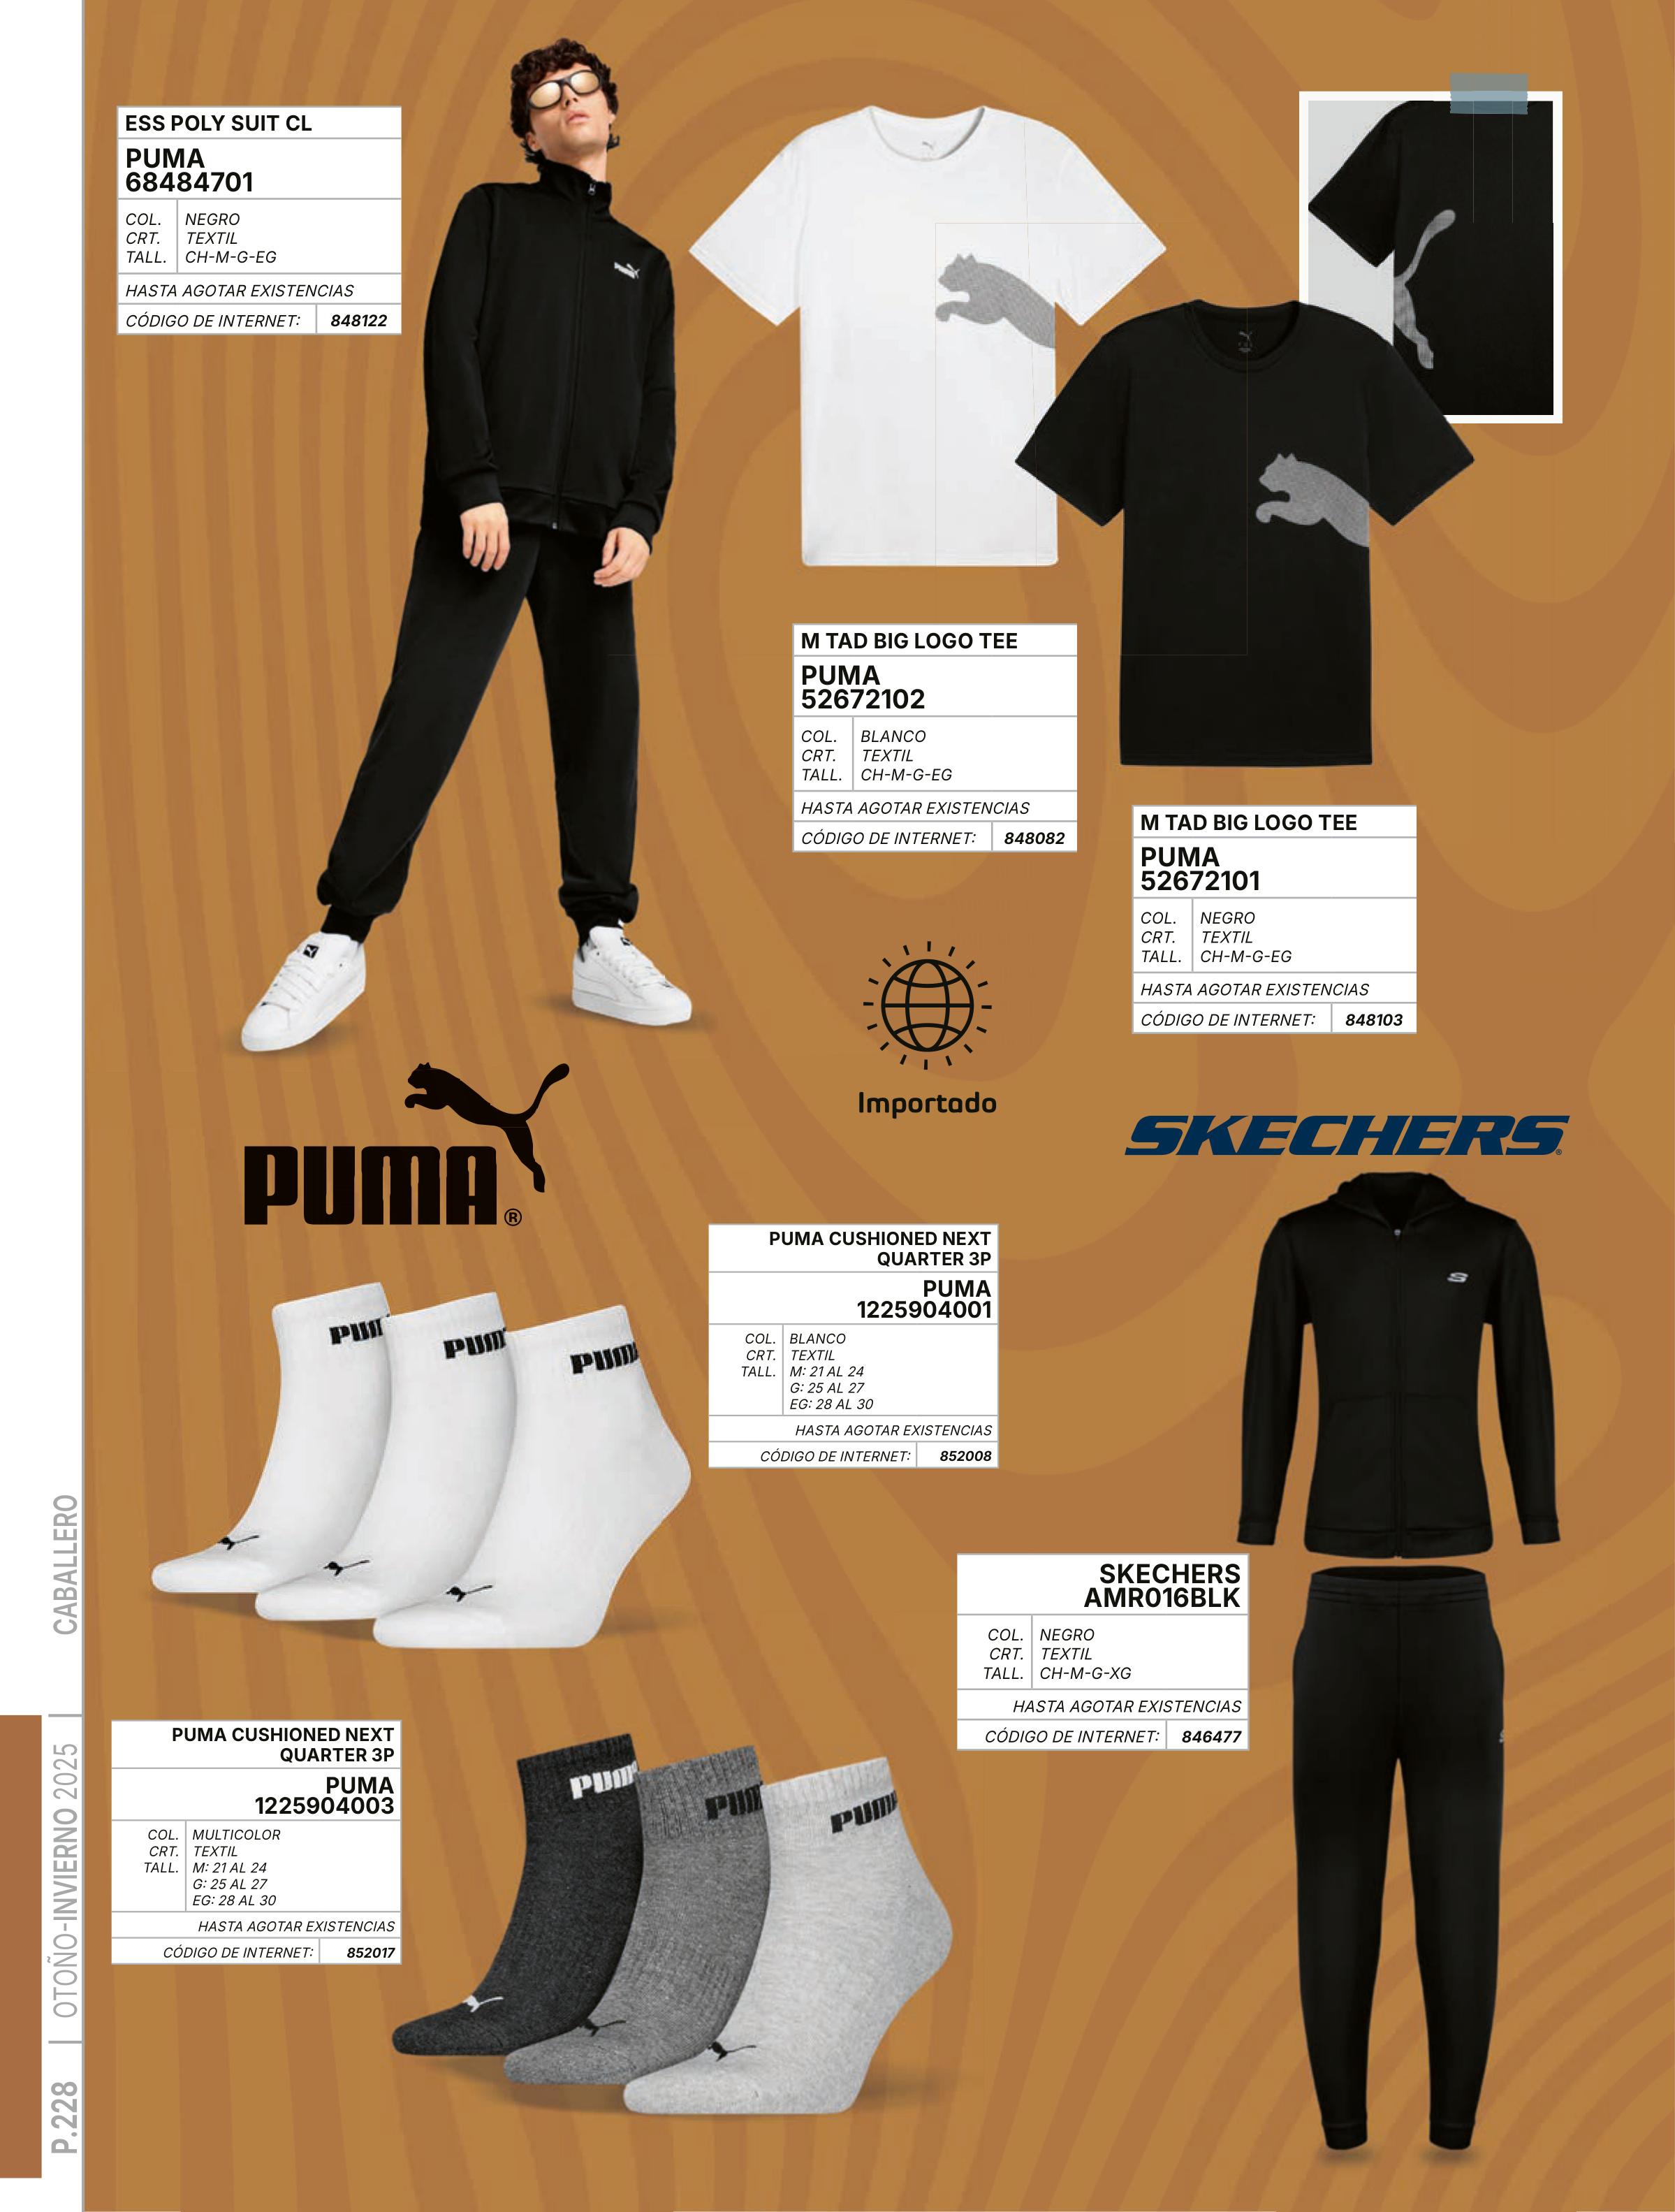 ESS POLY SUIT CL
PUMA
68484701
COL. NEGRO
CRT. TEXTIL
TALL. CH-M-G-EG
HASTA AGOTAR EXISTENCIAS
CÓDIGO DE INTERNET: 848122
M TAD BIG LOGO TEE
PUMA
52672102
COL. BLANCO
CRT. TEXTIL
TALL. CH-M-G-EG
HASTA AGOTAR EXISTENCIAS
CÓDIGO DE INTERNET: 848082
M TAD BIG LOGO TEE
PUMA
52672101
COL. NEGRO
CRT. TEXTIL
TALL. CH-M-G-EG
HASTA AGOTAR EXISTENCIAS
CÓDIGO DE INTERNET: 848103
Importado
PUMA®
SKECHERS
PUMA CUSHIONED NEXT
QUARTER 3P
PUMA
1225904001
COL. BLANCO
CRT. TEXTIL
TALL. M: 21 AL 24
G: 25 AL 27
EG: 28 AL 30
HASTA AGOTAR EXISTENCIAS
CÓDIGO DE INTERNET: 852008
SKECHERS
AMR016BLK
COL. NEGRO
CRT. TEXTIL
TALL. CH-M-G-XG
HASTA AGOTAR EXISTENCIAS
CÓDIGO DE INTERNET: 846477
PUMA CUSHIONED NEXT
QUARTER 3P
PUMA
1225904003
COL. MULTICOLOR
CRT. TEXTIL
TALL. M: 21 AL 24
G: 25 AL 27
EG: 28 AL 30
HASTA AGOTAR EXISTENCIAS
CÓDIGO DE INTERNET: 852017
PUMA
PUMA
PUMA
PUMA
PUMA
PUMA
P.228 | OTOÑO-INVIERNO 2025 | CABALLERO